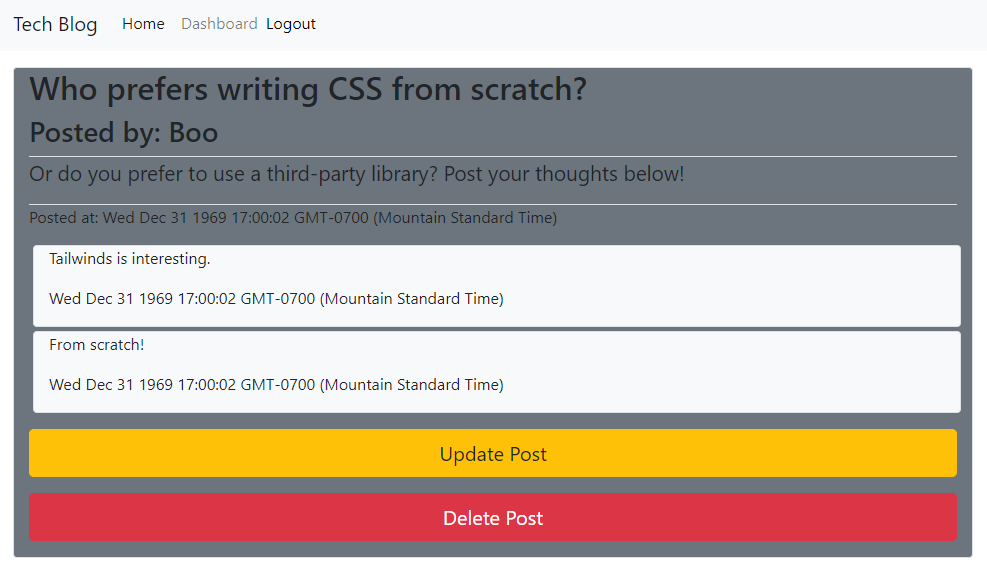 Tech Blog Home Dashboard Logout
Who prefers writing CSS from scratch?
Posted by: Boo
Or do you prefer to use a third-party library? Post your thoughts below!
Posted at: Wed Dec 31 1969 17:00:02 GMT-0700 (Mountain Standard Time)
Tailwinds is interesting.
Wed Dec 31 1969 17:00:02 GMT-0700 (Mountain Standard Time)
From scratch!
Wed Dec 31 1969 17:00:02 GMT-0700 (Mountain Standard Time)
Update Post
Delete Post